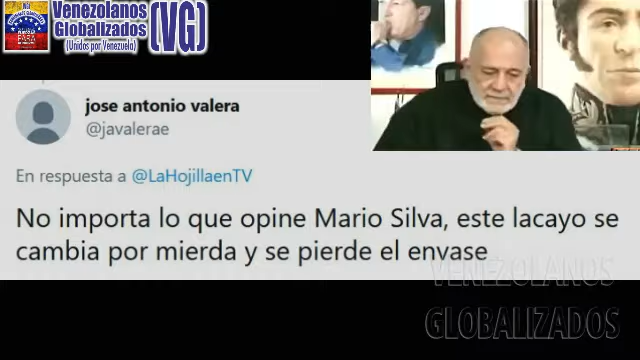 Venezolanos
Globalizados
(Unidos por Venezuela)
(VG)
jose antonio valera
@javalerae
En respuesta a @LaHojillaenTV
No importa lo que opine Mario Silva, este lacayo se
cambia por mierda y se pierde el envase
VENEZOLANOS
GLOBALIZADOS